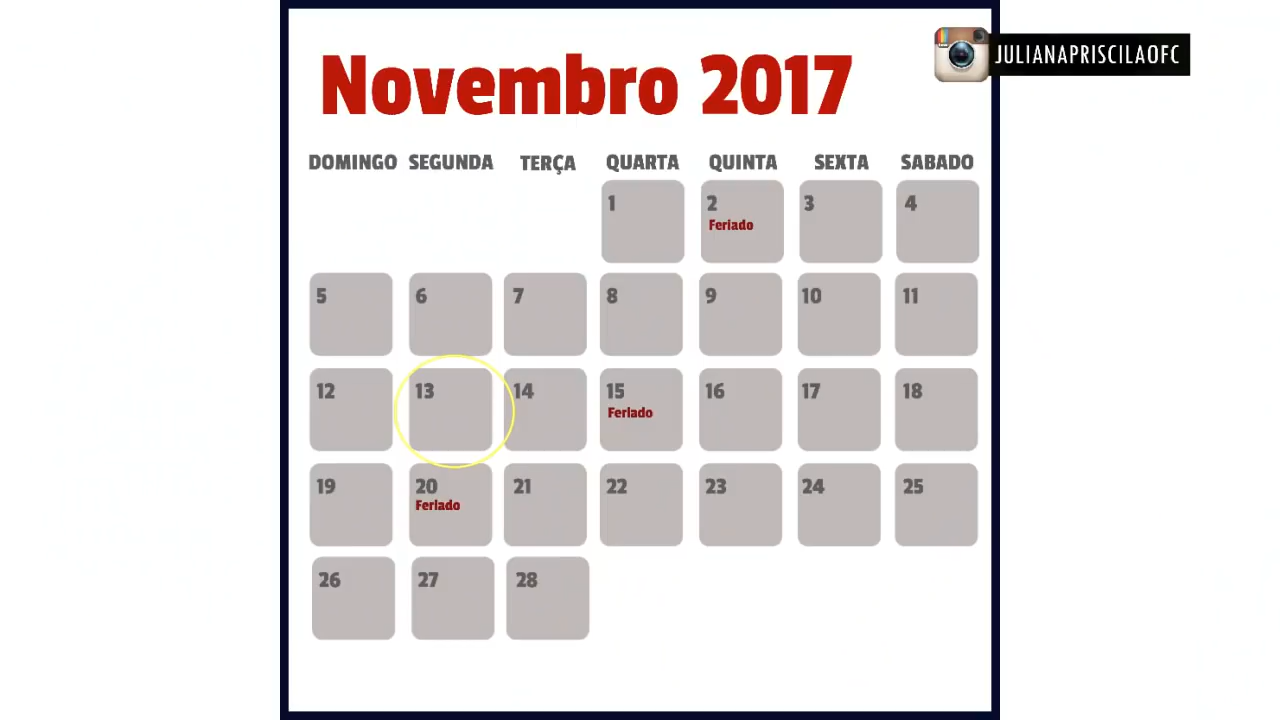 JULIANAPRISCILAOFC
Novembro 2017
DOMINGO SEGUNDA TERÇA QUARTA QUINTA SEXTA SABADO
1 2 3 4
Feriado
5 6 7 8 9 10 11
12 13 14 15 16 17 18
Feriado
19 20 21 22 23 24 25
Feriado
26 27 28